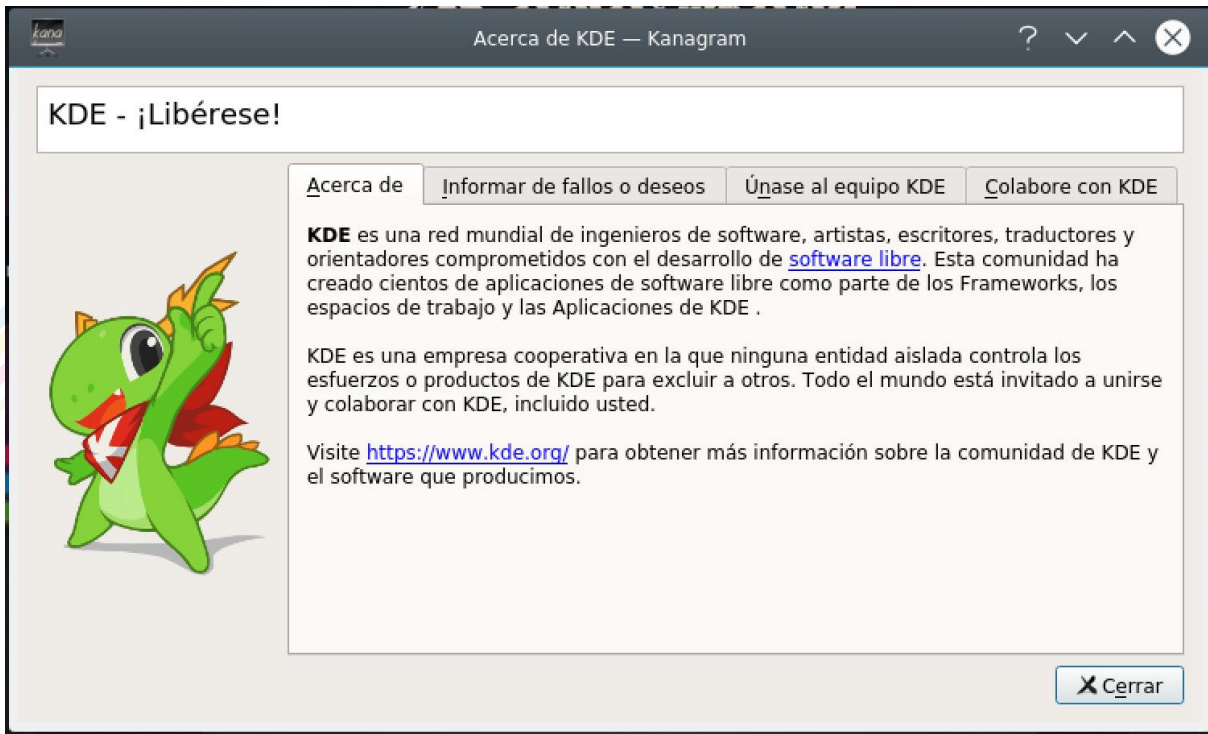 kana
Acerca de KDE — Kanagram
KDE - ¡Libérese!
Acerca de
Informar de fallos o deseos
Únase al equipo KDE
Colabore con KDE
KDE es una red mundial de ingenieros de software, artistas, escritores, traductores y
orientadores comprometidos con el desarrollo de software libre. Esta comunidad ha
creado cientos de aplicaciones de software libre como parte de los Frameworks, los
espacios de trabajo y las Aplicaciones de KDE .
KDE es una empresa cooperativa en la que ninguna entidad aislada controla los
esfuerzos o productos de KDE para excluir a otros. Todo el mundo está invitado a unirse
y colaborar con KDE, incluido usted.
Visite https://www.kde.org/ para obtener más información sobre la comunidad de KDE y
el software que producimos.
Cerrar